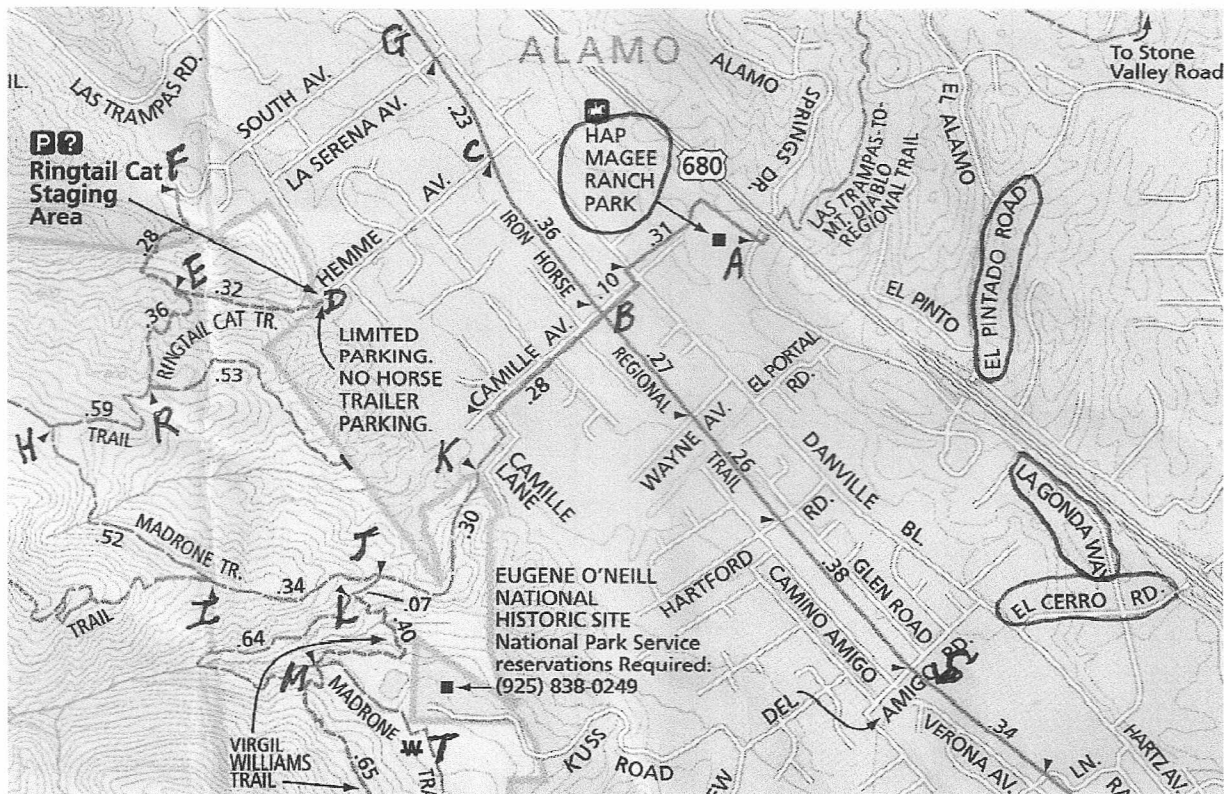 G
ALAMO
To Stone
Valley Road
IL.
LAS TRAMPAS RD.
SOUTH AV.
LA SERENA AV.
.23
C
HAP
MAGEE
RANCH
PARK
680
ALAMO
SPRINGS DR.
LAS TRAMPAS-TO-
MT. DIABLO
REGIONAL TRAIL
EL ALAMO
P ?
Ringtail Cat
Staging
Area
F
HEMME AV.
IRON HORSE
.36
.31
A
EL PINTADO ROAD
.28
E
.32
D
.10
B
EL PINTO
.36
RINGTAIL CAT TR.
LIMITED
PARKING.
NO HORSE
TRAILER
PARKING.
CAMILLE AV.
.28
REGIONAL
.27
EL PORTAL
RD.
.53
.59
TRAIL
R
H
K
CAMILLE
LANE
WAYNE AV.
TRAIL
.26
DANVILLE BL.
RD.
LA GONDA WAY
.52
MADRONE TR.
.34
J
.30
.07
L
I
TRAIL
.64
.40
EUGENE O'NEILL
NATIONAL
HISTORIC SITE
National Park Service
reservations Required:
(925) 838-0249
HARTFORD
CAMINO AMIGO
.38
GLEN ROAD
EL CERRO RD.
M
MADRONE
TRA
T
VIRGIL
WILLIAMS
TRAIL
.65
KUSS
ROAD
DEL
AMIGO RD.
VERONA AV.
.34
LN.
HARTZ AV.
EW
RA